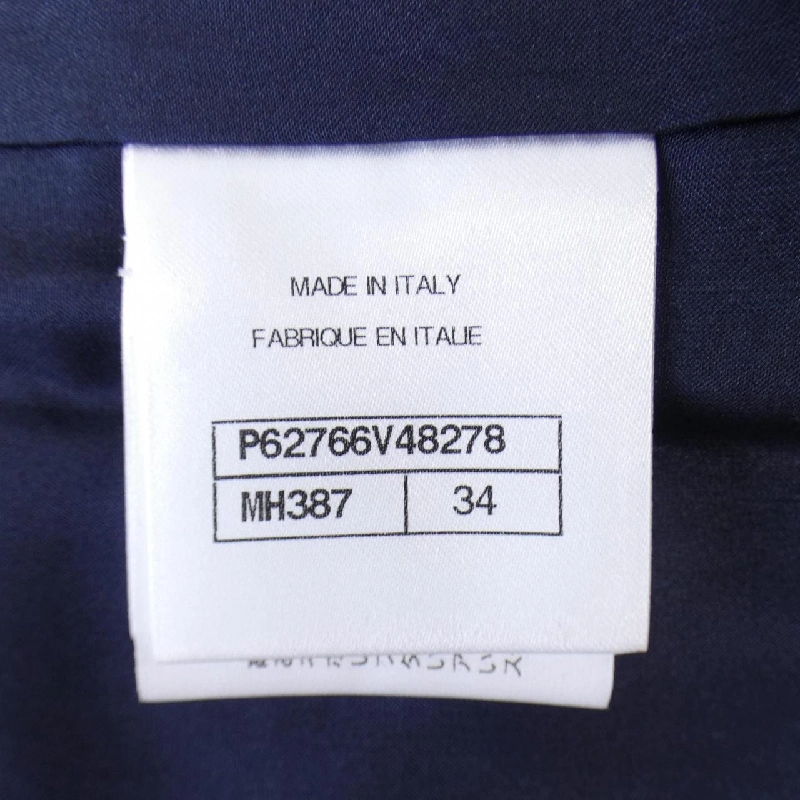 MADE IN ITALY
FABRIQUE EN ITALIE
P62766V48278
MH387 34